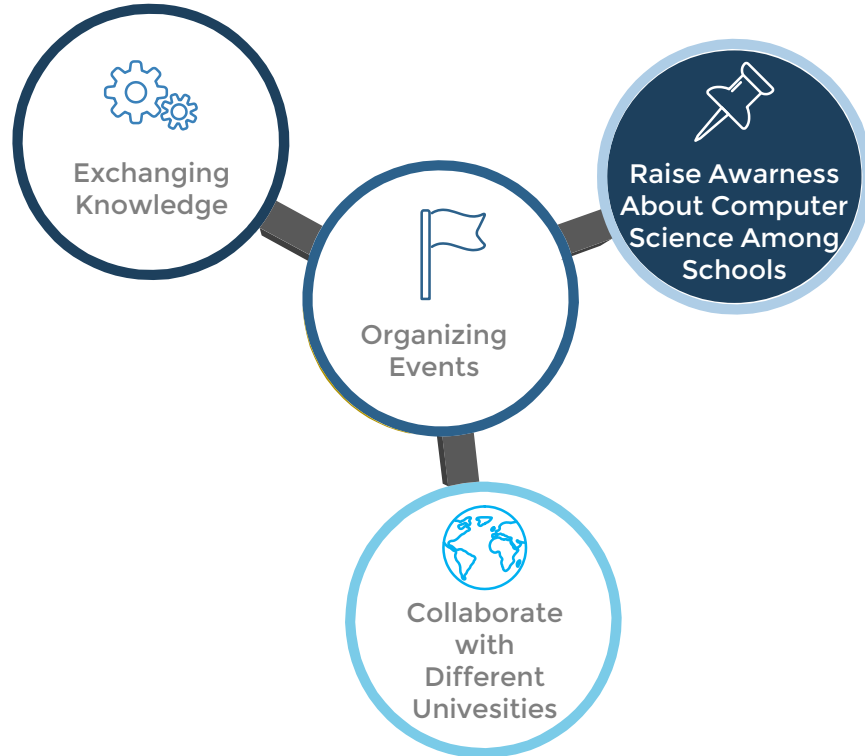 Exchanging
Knowledge
Raise Awarness
About Computer
Science Among
Schools
Organizing
Events
Collaborate
with
Different
Univesities